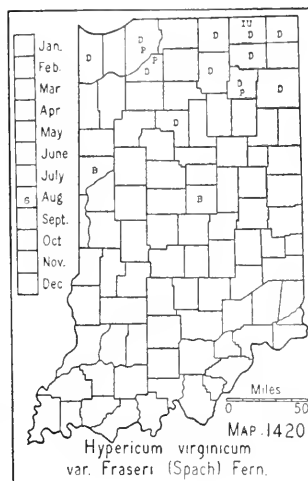 Jan.
Feb.
Mar
Apr
May
June
July
6 Aug
Sept.
Oct
Nov.
Dec
IU
D D D D D
P
P
D D D
D D
P
D
B
B
Miles
0 50
MAP 1420
Hypericum virginicum
var. Fraseri (Spach) Fern.